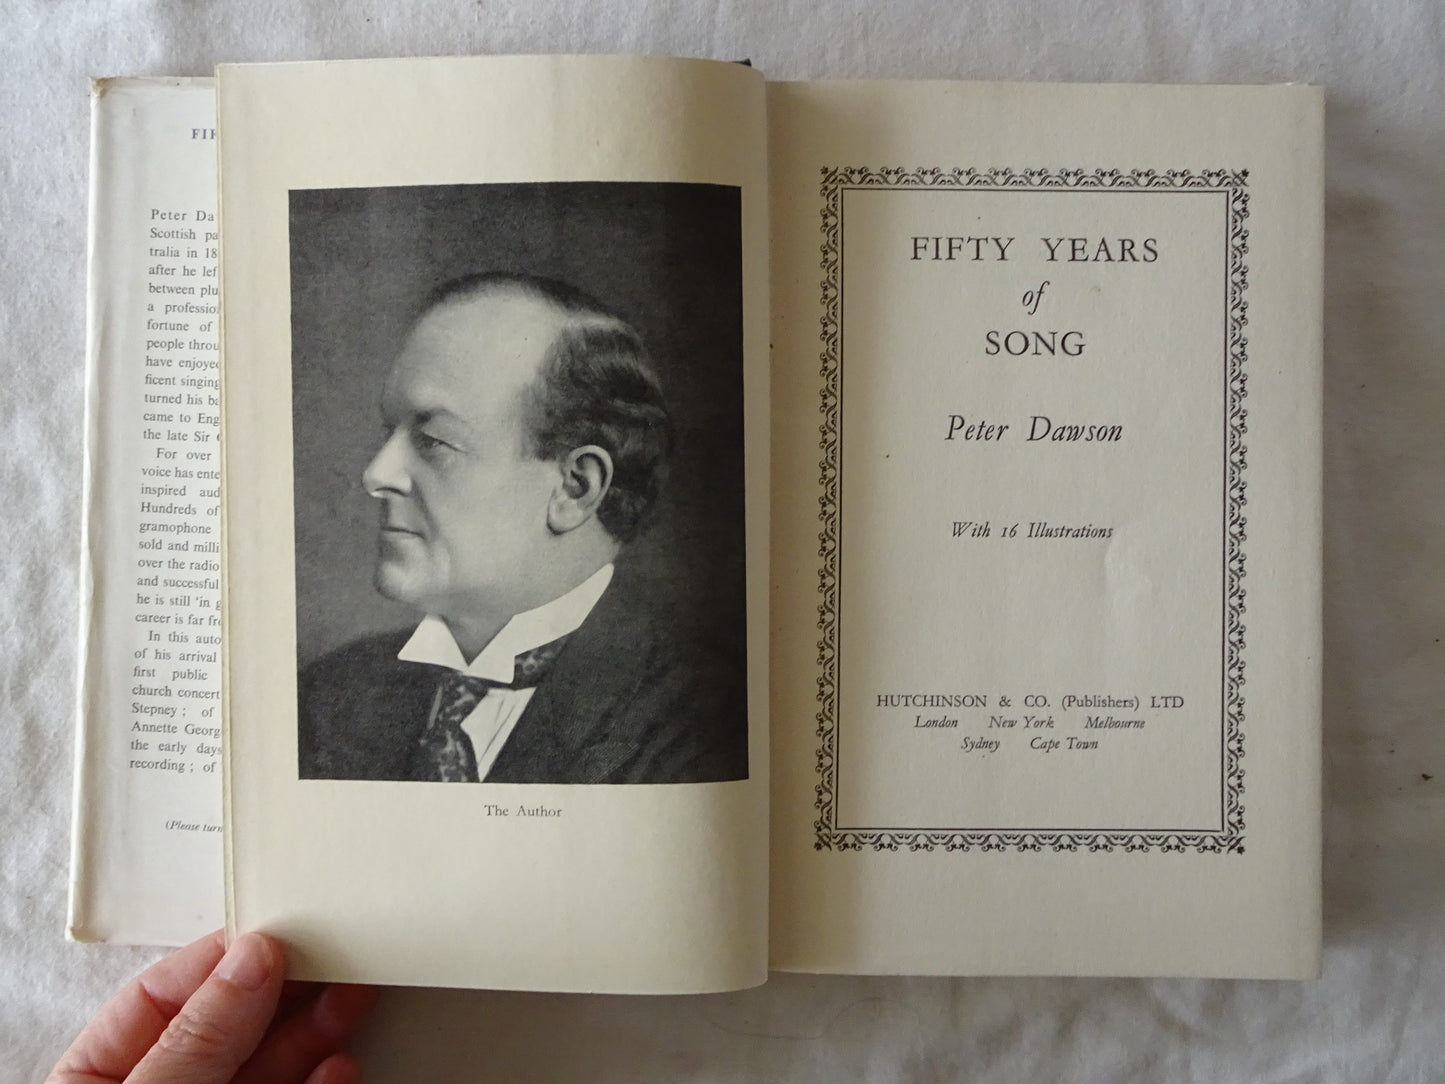 FIF
Peter Da
Scottish pa
tralia in 18
after he lef
between plu
a professio
fortune of
people throu
have enjoye
ficent singing
turned his ba
came to Eng
the late Sir
For over
voice has ente
inspired aud
Hundreds of
gramophone
sold and milli
over the radio
and successful
he is still 'in g
career is far fr
In this auto
of his arrival
first public
church concert
Stepney ; of
Annette Georg
the early days
recording ; of
(Please turn
The Author
FIFTY YEARS
of
SONG
Peter Dawson
With 16 Illustrations
HUTCHINSON & CO. (Publishers) LTD
London New York Melbourne
Sydney Cape Town